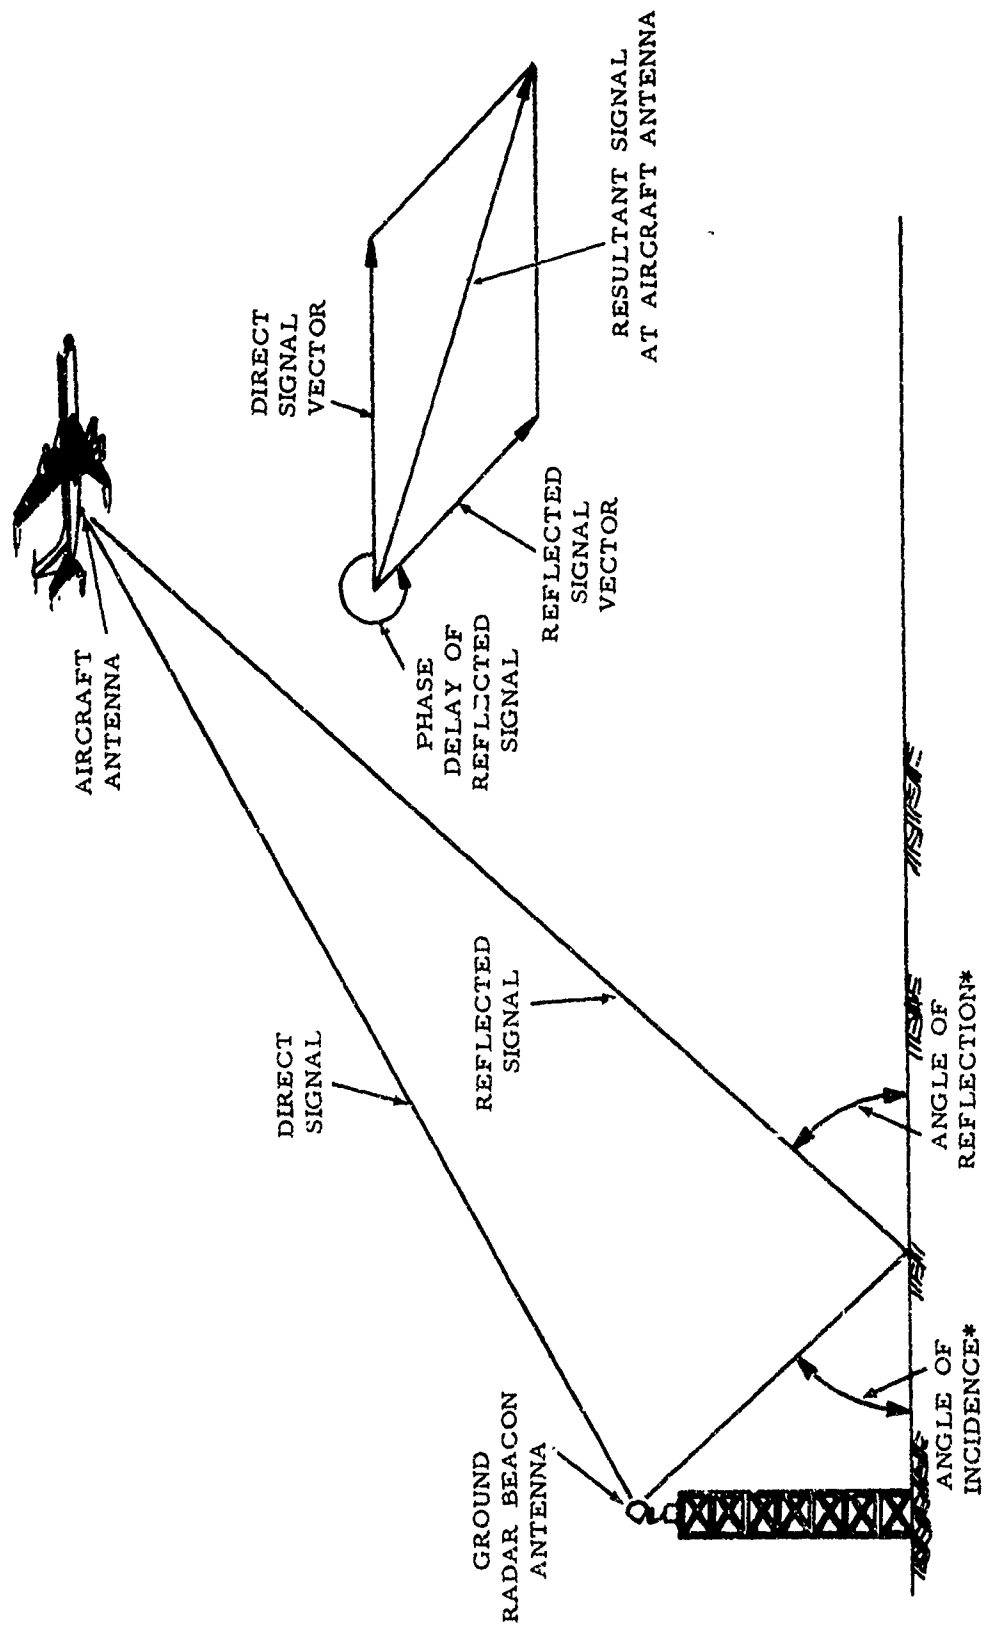 AIRCRAFT
ANTENNA
DIRECT
SIGNAL
VECTOR
RESULTANT SIGNAL
AT AIRCRAFT ANTENNA
REFLECTED
SIGNAL
VECTOR
PHASE
DELAY OF
REFLECTED
SIGNAL
DIRECT
SIGNAL
REFLECTED
SIGNAL
GROUND
RADAR BEACON
ANTENNA
ANGLE OF
INCIDENCE*
ANGLE OF
REFLECTION*